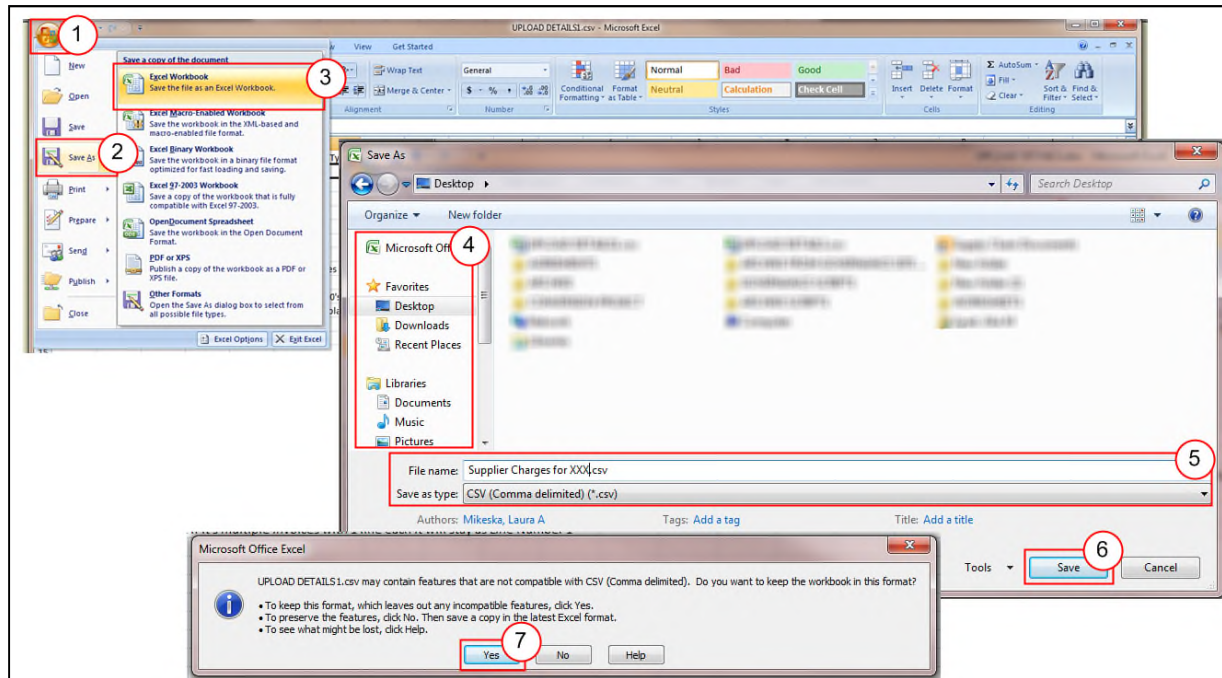 UPLOAD DETAILS1.csv - Microsoft Excel
1
View Get Started
New
Open
Save
Save As
2
Print
Prepare
Send
Publish
Close
Save a copy of the document
Excel Workbook
Save the file as an Excel Workbook.
3
Excel Macro-Enabled Workbook
Save the workbook in the XML-based and
macro-enabled file format.
Excel Binary Workbook
Save the workbook in a binary file format
optimized for fast loading and saving.
Excel 97-2003 Workbook
Save a copy of the workbook that is fully
compatible with Excel 97-2003.
OpenDocument Spreadsheet
Save the workbook in the Open Document
Format.
PDF or XPS
Publish a copy of the workbook as a PDF or
XPS file.
Other Formats
Open the Save As dialog box to select from
all possible file types.
Excel Options Exit Excel
Wrap Text
Merge & Center
Alignment
General
$ - % ,
Number
Conditional Formatting
Format as Table
Normal Bad Good
Neutral Calculation Check Cell
Styles
Insert Delete Format
Cells
AutoSum
Fill
Clear
Sort & Filter
Find & Select
Editing
Save As
Desktop
Search Desktop
Organize New folder
4
Favorites
Desktop
Downloads
Recent Places
Libraries
Documents
Music
Pictures
File name: Supplier Charges for XXX.csv
5
Save as type: CSV (Comma delimited) (*.csv)
Authors: Mikeska, Laura A Tags: Add a tag Title: Add a title
Tools Save Cancel
6
Microsoft Office Excel
UPLOAD DETAILS1.csv may contain features that are not compatible with CSV (Comma delimited). Do you want to keep the workbook in this format?
• To keep this format, which leaves out any incompatible features, click Yes.
• To preserve the features, click No. Then save a copy in the latest Excel format.
• To see what might be lost, click Help.
7
Yes No Help